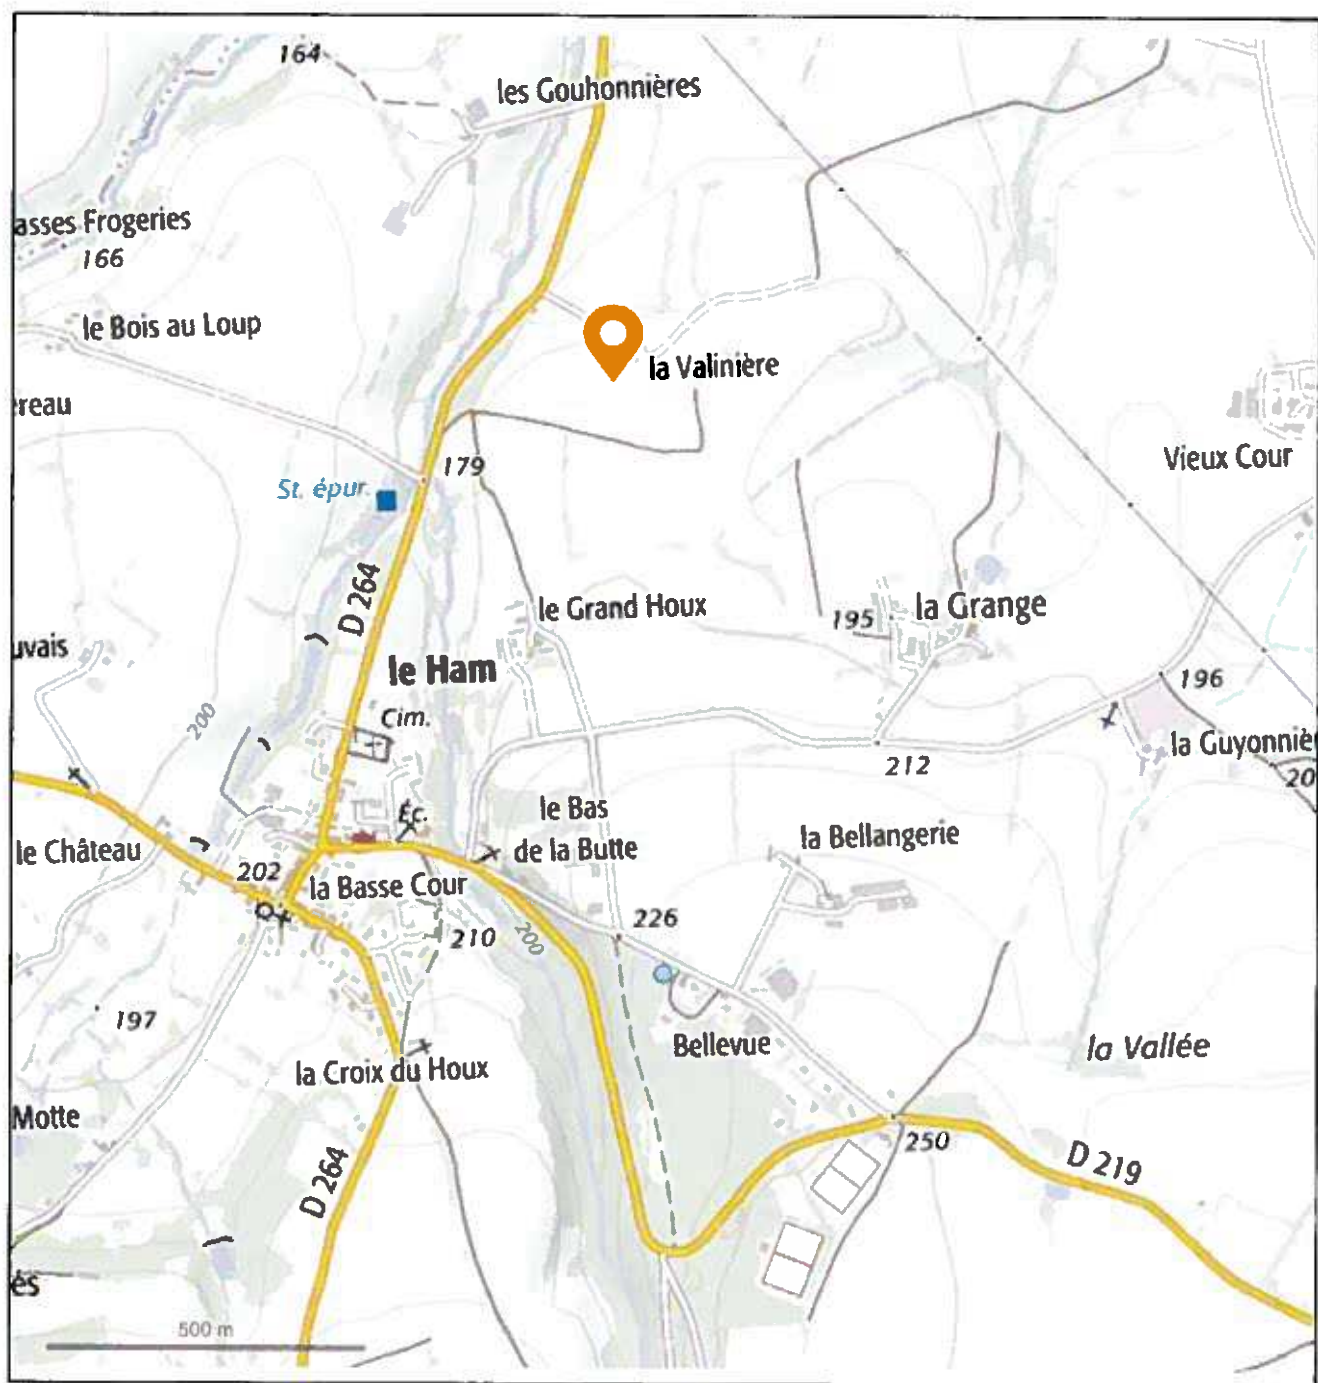 164
les Gouhonnières
asses Frogeries
166
le Bois au Loup
la Valinière
ereau
179
Vieux Cour
St. épur.
D 264
le Grand Houx
la Grange
195
uvais
le Ham
196
200
Cim.
la Guyonniè
212
20
le Bas
de la Butte
Éc.
la Bellangerie
le Château
202
la Basse Cour
226
210
200
197
Bellevue
la Vallée
la Croix du Houx
Motte
250
D 219
D 264
és
500 m